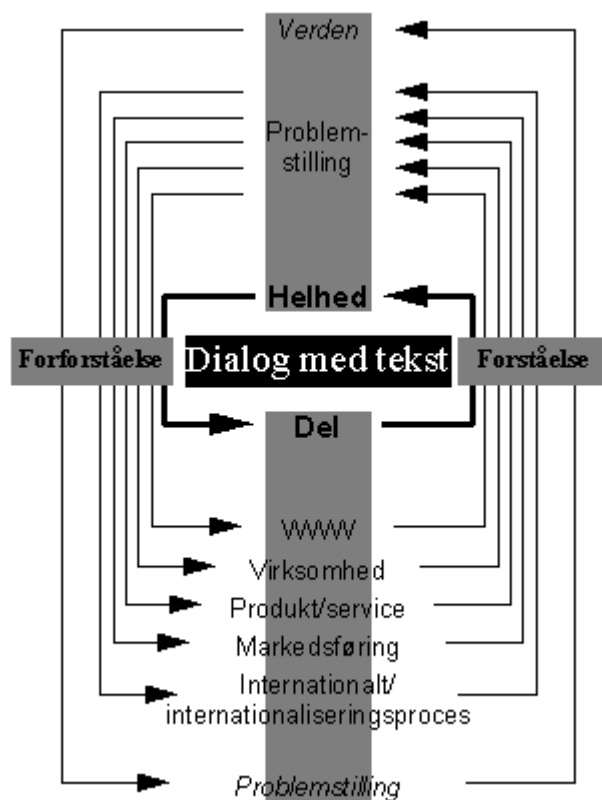 Verden
Problem-
stilling
Helhed
Forforståelse
Dialog med tekst
Forståelse
Del
WWW
Virksomhed
Produkt/service
Markedsføring
Internationalt/
internationaliseringsproces
Problemstilling